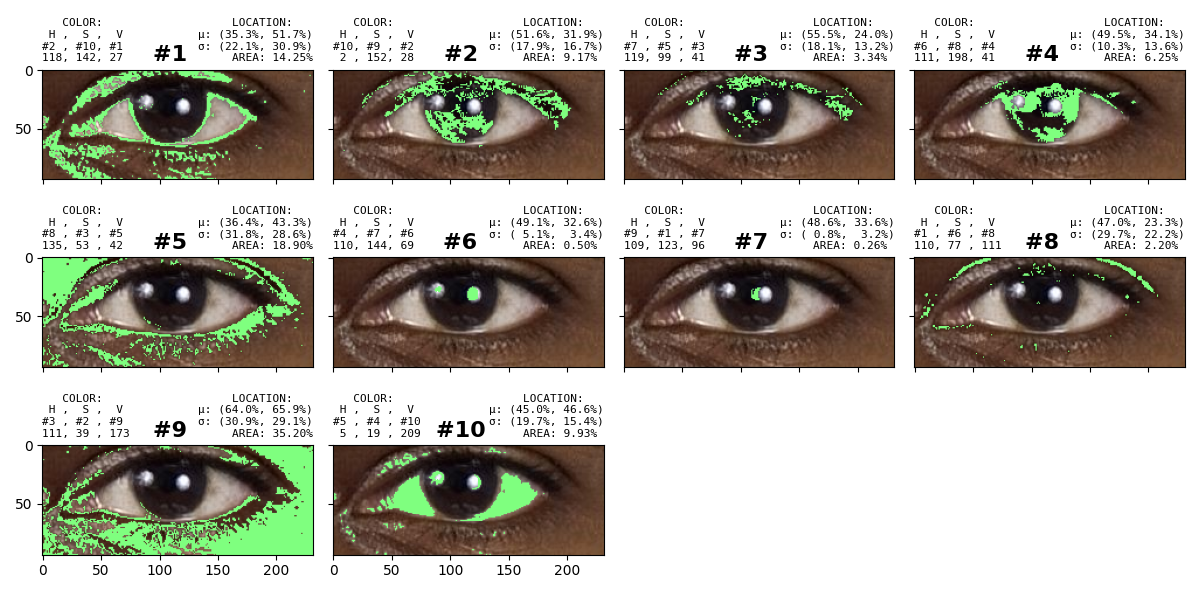 COLOR: LOCATION:
H , S , V μ: (35.3%, 51.7%)
#2 , #10, #1 #1 σ: (22.1%, 30.9%)
118, 142, 27 AREA: 14.25%
COLOR: LOCATION:
H , S , V μ: (51.6%, 31.9%)
#10, #9 , #2 #2 σ: (17.9%, 16.7%)
2 , 152, 28 AREA: 9.17%
COLOR: LOCATION:
H , S , V μ: (55.5%, 24.0%)
#7 , #5 , #3 #3 σ: (18.1%, 13.2%)
119, 99 , 41 AREA: 3.34%
COLOR: LOCATION:
H , S , V μ: (49.5%, 34.1%)
#6 , #8 , #4 #4 σ: (10.3%, 13.6%)
111, 198, 41 AREA: 6.25%
0
50
COLOR: LOCATION:
H , S , V μ: (36.4%, 43.3%)
#8 , #3 , #5 #5 σ: (31.8%, 28.6%)
135, 53 , 42 AREA: 18.90%
COLOR: LOCATION:
H , S , V μ: (49.1%, 32.6%)
#4 , #7 , #6 #6 σ: ( 5.1%, 3.4%)
110, 144, 69 AREA: 0.50%
COLOR: LOCATION:
H , S , V μ: (48.6%, 33.6%)
#9 , #1 , #7 #7 σ: ( 0.8%, 3.2%)
109, 123, 96 AREA: 0.26%
COLOR: LOCATION:
H , S , V μ: (47.0%, 23.3%)
#1 , #6 , #8 #8 σ: (29.7%, 22.2%)
110, 77 , 111 AREA: 2.20%
0
50
COLOR: LOCATION:
H , S , V μ: (64.0%, 65.9%)
#3 , #2 , #9 #9 σ: (30.9%, 29.1%)
111, 39 , 173 AREA: 35.20%
COLOR: LOCATION:
H , S , V μ: (45.0%, 46.6%)
#5 , #4 , #10 #10 σ: (19.7%, 15.4%)
5 , 19 , 209 AREA: 9.93%
0
50
0 50 100 150 200
0 50 100 150 200